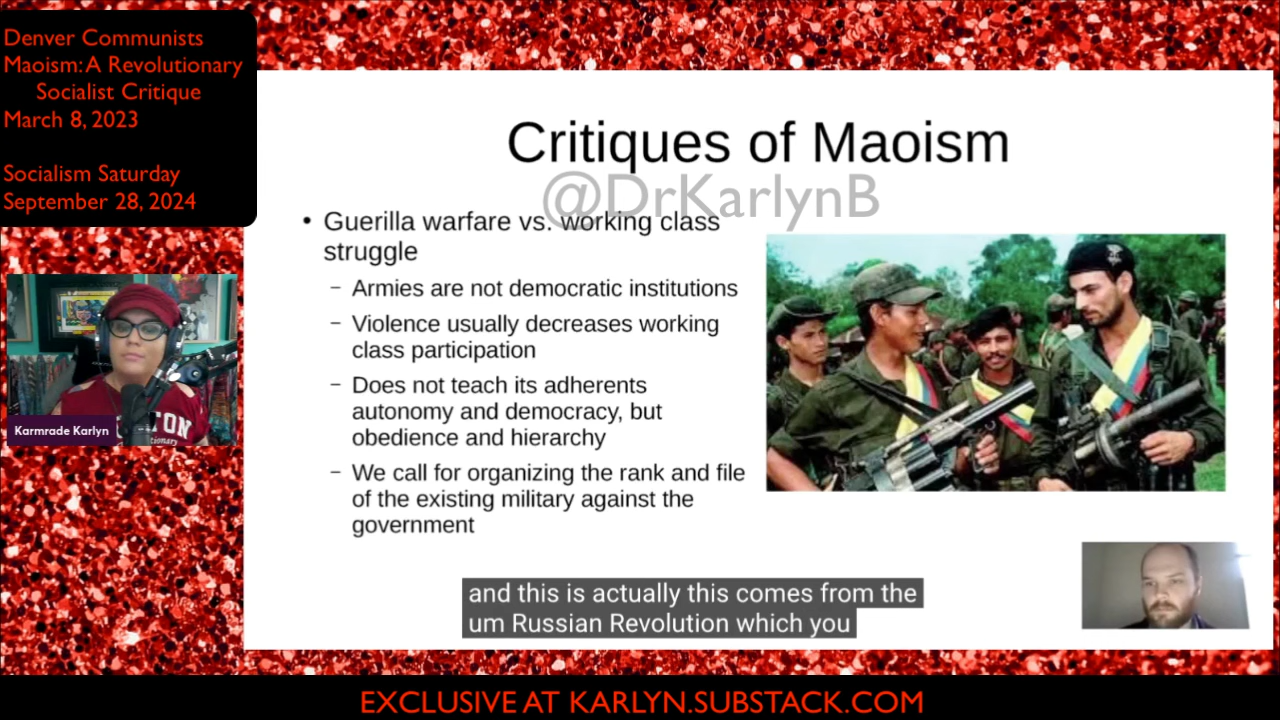 Denver Communists
Maoism: A Revolutionary
Socialist Critique
March 8, 2023
Socialism Saturday
September 28, 2024
Critiques of Maoism
@DrKarlynB
• Guerilla warfare vs. working class
struggle
– Armies are not democratic institutions
– Violence usually decreases working
class participation
– Does not teach its adherents
autonomy and democracy, but
obedience and hierarchy
– We call for organizing the rank and file
of the existing military against the
government
Karmrade Karlyn
and this is actually this comes from the
um Russian Revolution which you
EXCLUSIVE AT KARLYN.SUBSTACK.COM